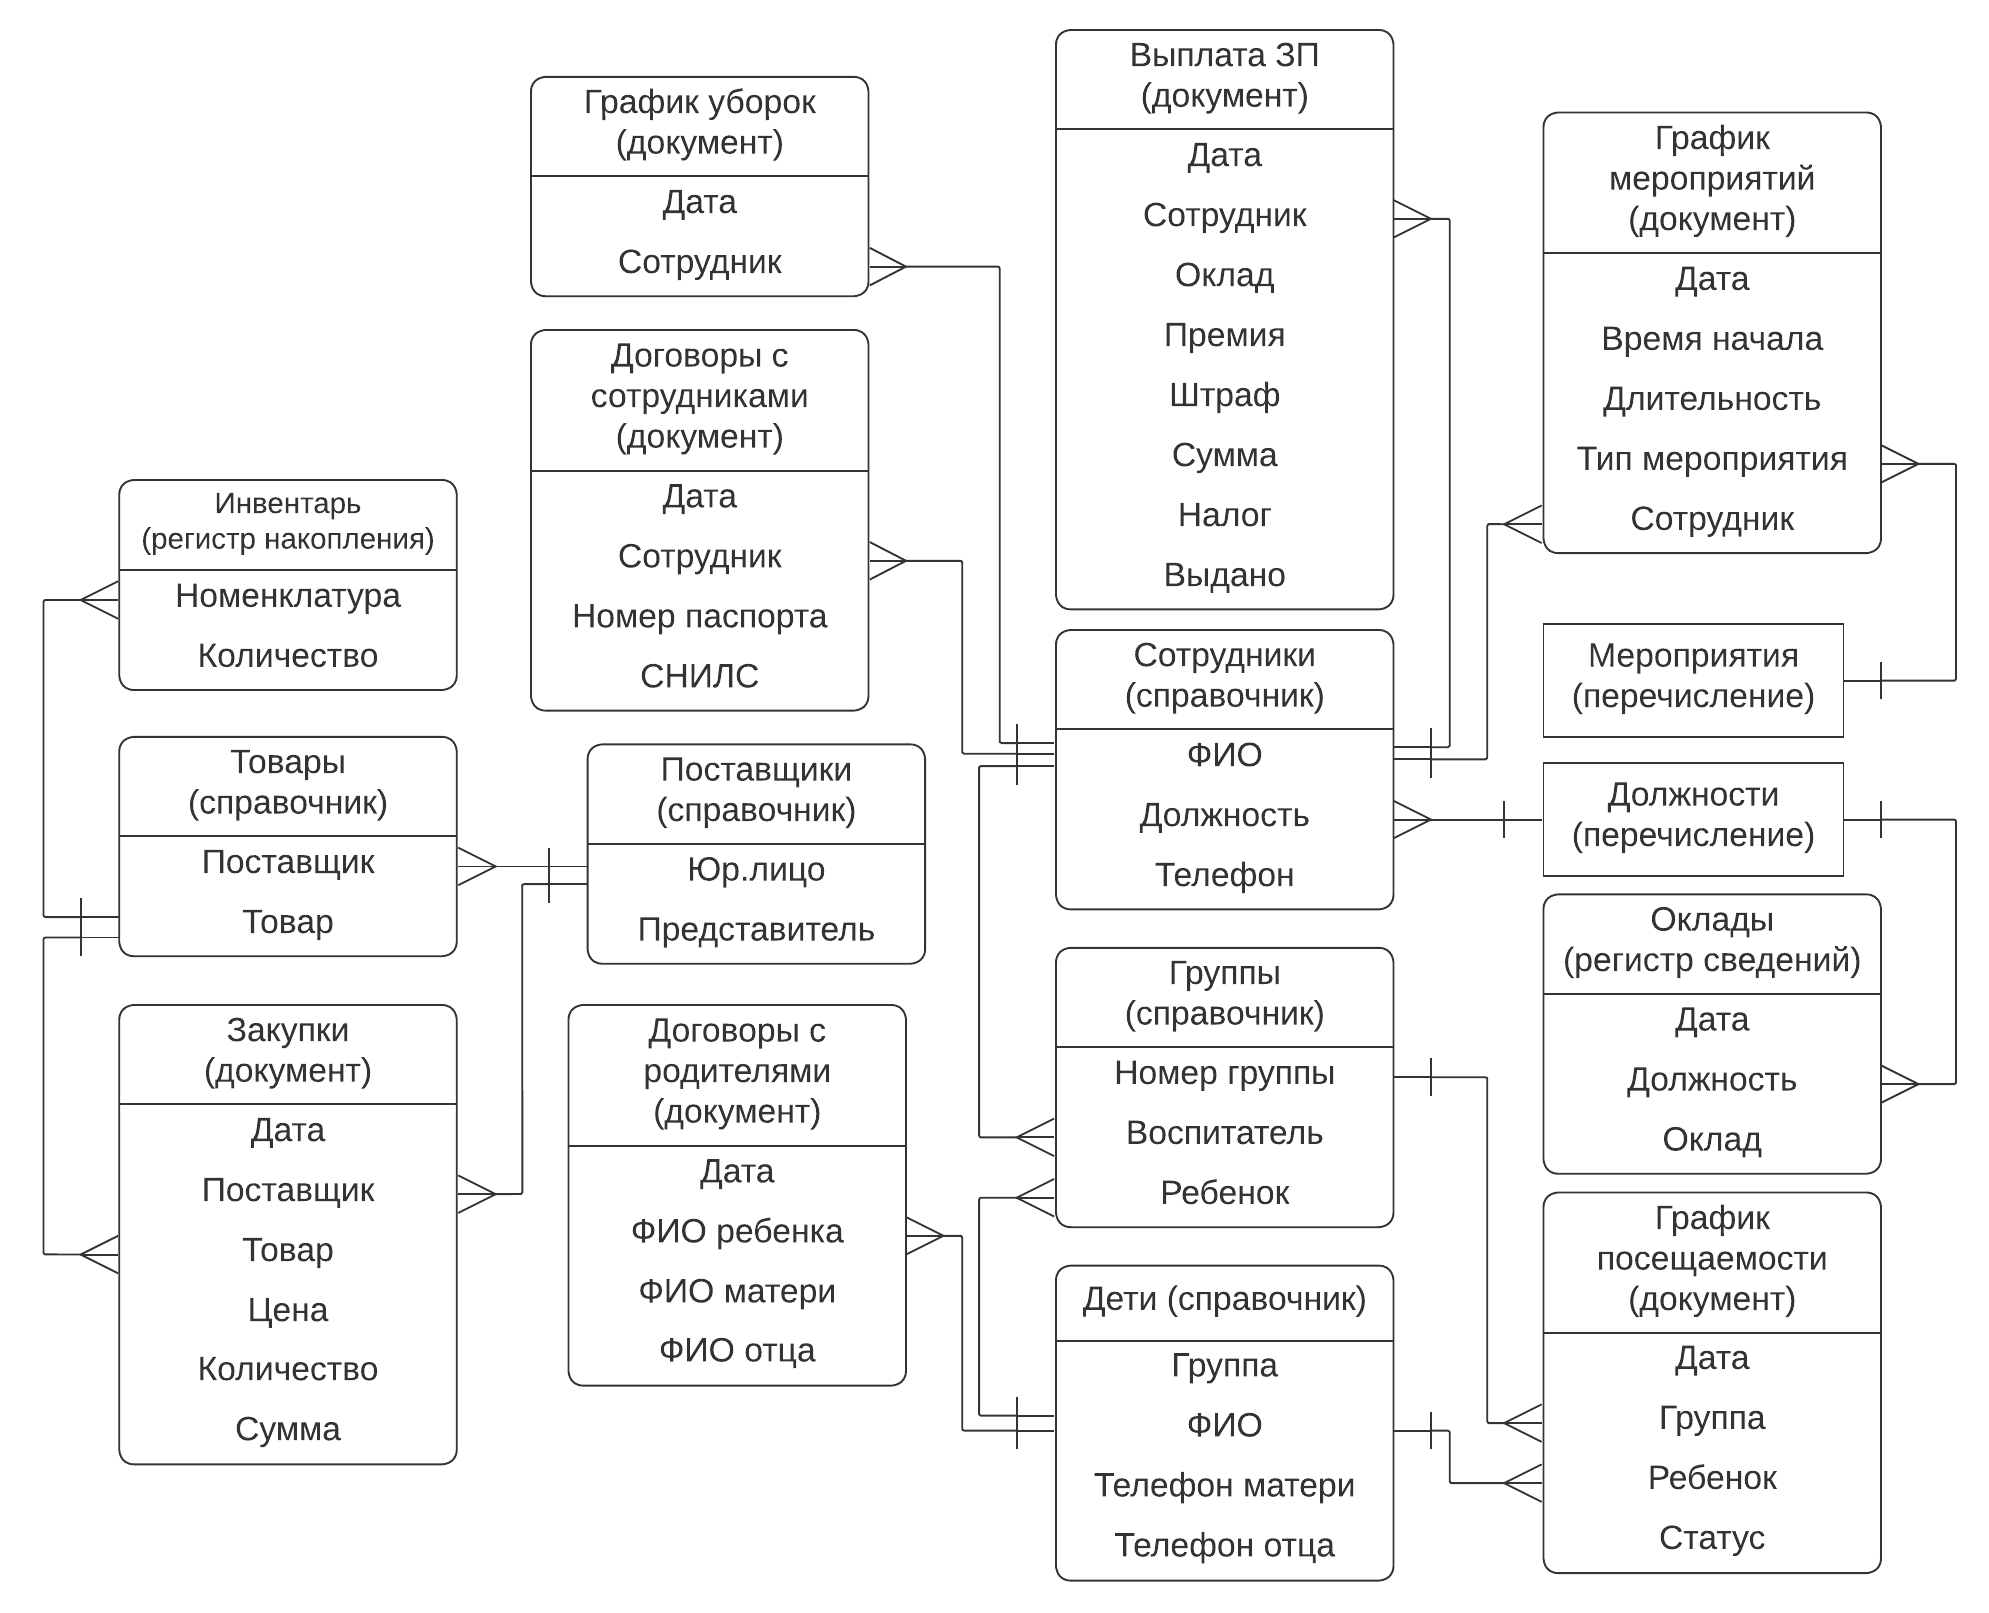 График уборок
(документ)
Дата
Сотрудник
Договоры с
сотрудниками
(документ)
Дата
Сотрудник
Номер паспорта
СНИЛС
Инвентарь
(регистр накопления)
Номенклатура
Количество
Товары
(справочник)
Поставщик
Товар
Поставщики
(справочник)
Юр.лицо
Представитель
Закупки
(документ)
Дата
Поставщик
Товар
Цена
Количество
Сумма
Договоры с
родителями
(документ)
Дата
ФИО ребенка
ФИО матери
ФИО отца
Выплата ЗП
(документ)
Дата
Сотрудник
Оклад
Премия
Штраф
Сумма
Налог
Выдано
Сотрудники
(справочник)
ФИО
Должность
Телефон
Группы
(справочник)
Номер группы
Воспитатель
Ребенок
Дети (справочник)
Группа
ФИО
Телефон матери
Телефон отца
График
мероприятий
(документ)
Дата
Время начала
Длительность
Тип мероприятия
Сотрудник
Мероприятия
(перечисление)
Должности
(перечисление)
Оклады
(регистр сведений)
Дата
Должность
Оклад
График
посещаемости
(документ)
Дата
Группа
Ребенок
Статус